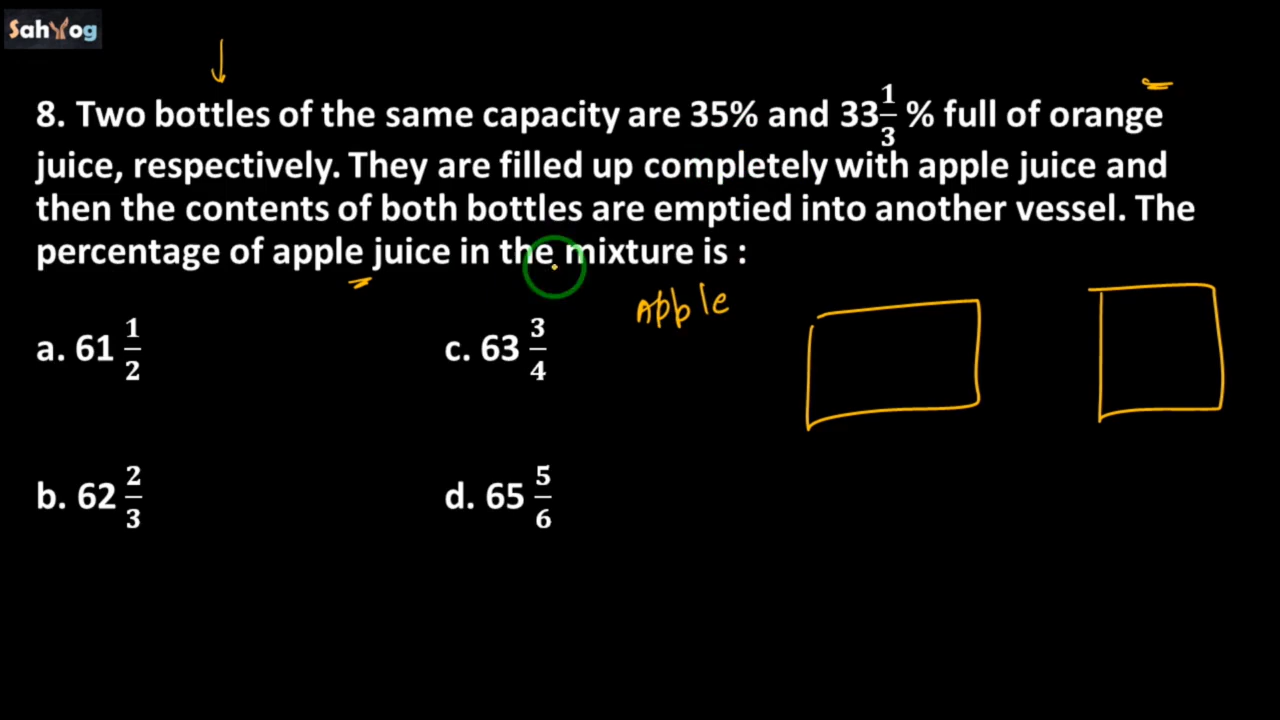 SahYog
8. Two bottles of the same capacity are 35% and 33 1/3 % full of orange
juice, respectively. They are filled up completely with apple juice and
then the contents of both bottles are emptied into another vessel. The
percentage of apple juice in the mixture is :
Apple
a. 61 1/2
c. 63 3/4
b. 62 2/3
d. 65 5/6